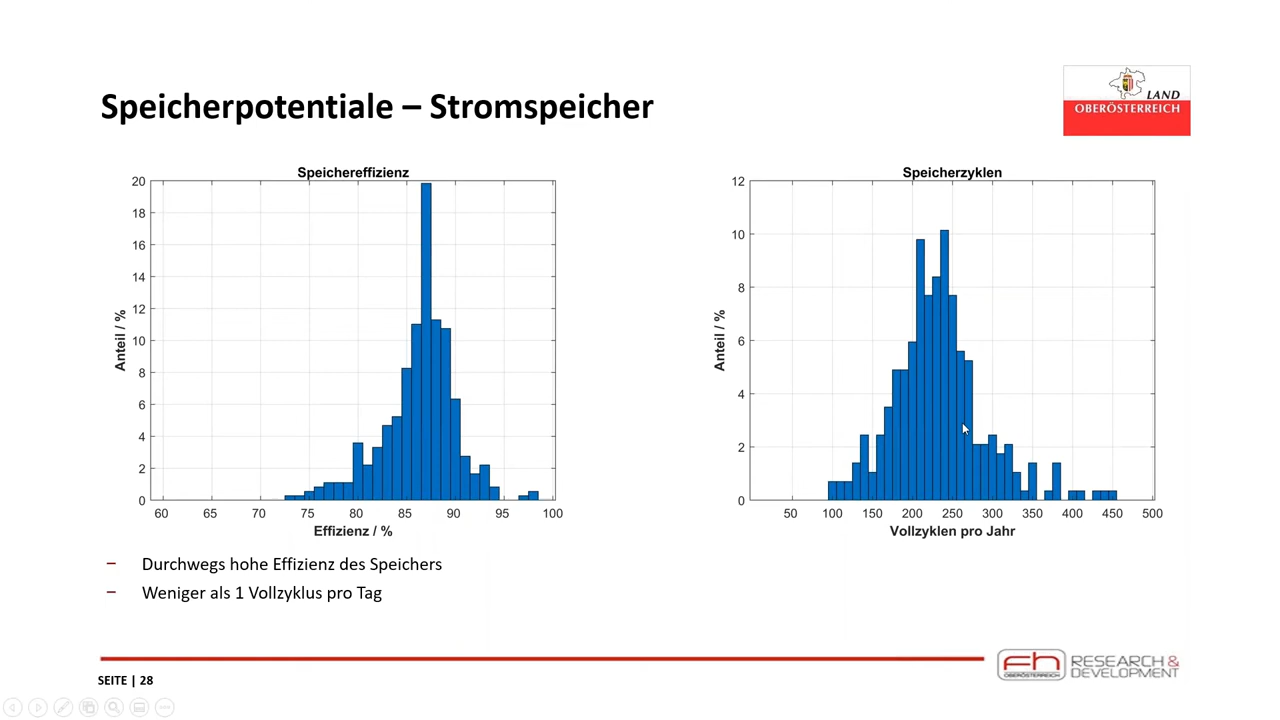 Speicherpotentiale – Stromspeicher
LAND
OBERÖSTERREICH
Speichereffizienz
20
18
16
14
12
10
8
6
4
2
0
Anteil / %
60 65 70 75 80 85 90 95 100
Effizienz / %
Speicherzyklen
12
10
8
6
4
2
0
Anteil / %
50 100 150 200 250 300 350 400 450 500
Vollzyklen pro Jahr
– Durchwegs hohe Effizienz des Speichers
– Weniger als 1 Vollzyklus pro Tag
SEITE | 28
fh
OBERÖSTERREICH
RESEARCH &
DEVELOPMENT